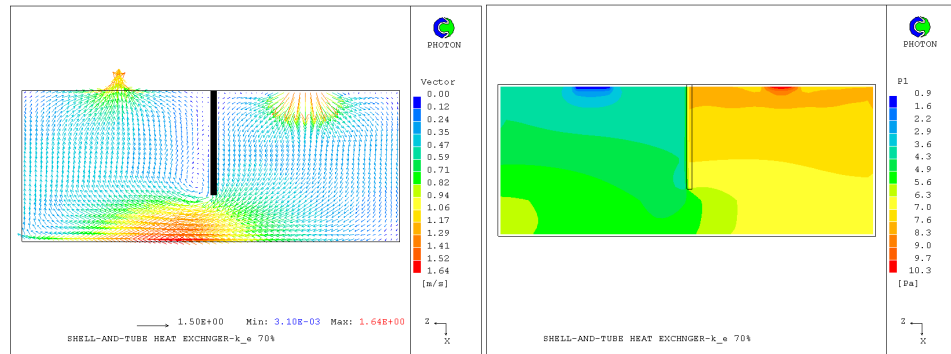 PHOTON
Vector
0.00
0.12
0.24
0.35
0.47
0.59
0.71
0.82
0.94
1.06
1.17
1.29
1.41
1.52
1.64
[m/s]
1.50E+00 Min: 3.10E-03 Max: 1.64E+00
Z
X
SHELL-AND-TUBE HEAT EXCHNGER-k_e 70%
PHOTON
P1
0.9
1.6
2.2
2.9
3.6
4.3
4.9
5.6
6.3
7.0
7.6
8.3
9.0
9.7
10.3
[Pa]
Z
X
SHELL-AND-TUBE HEAT EXCHNGER-k_e 70%